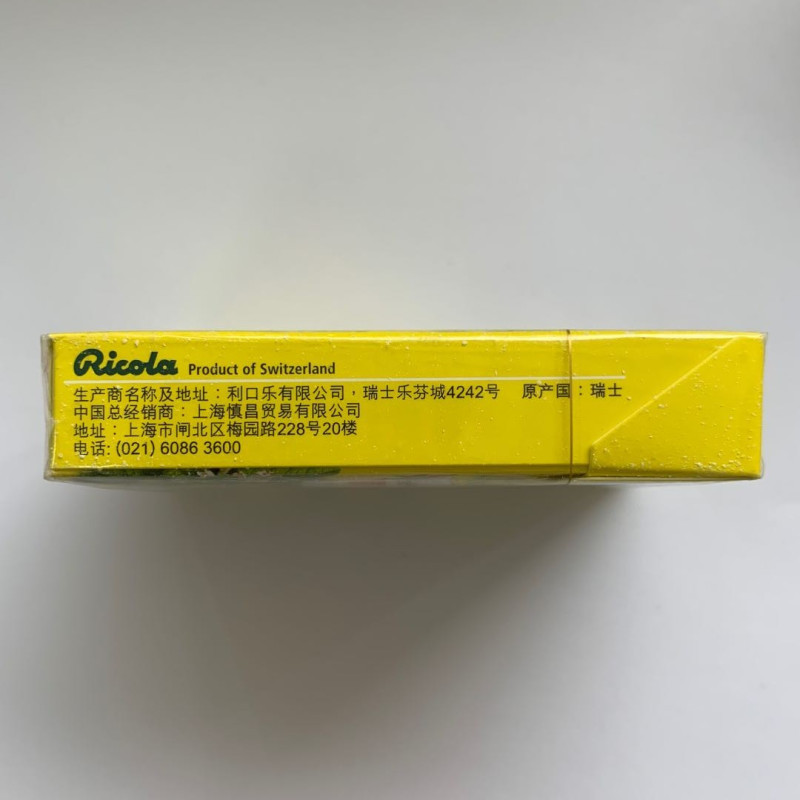 Ricola Product of Switzerland
生产商名称及地址：利口乐有限公司，瑞士乐芬城4242号 原产国：瑞士
中国总经销商：上海慎昌贸易有限公司
地址：上海市闸北区梅园路228号20楼
电话: (021) 6086 3600